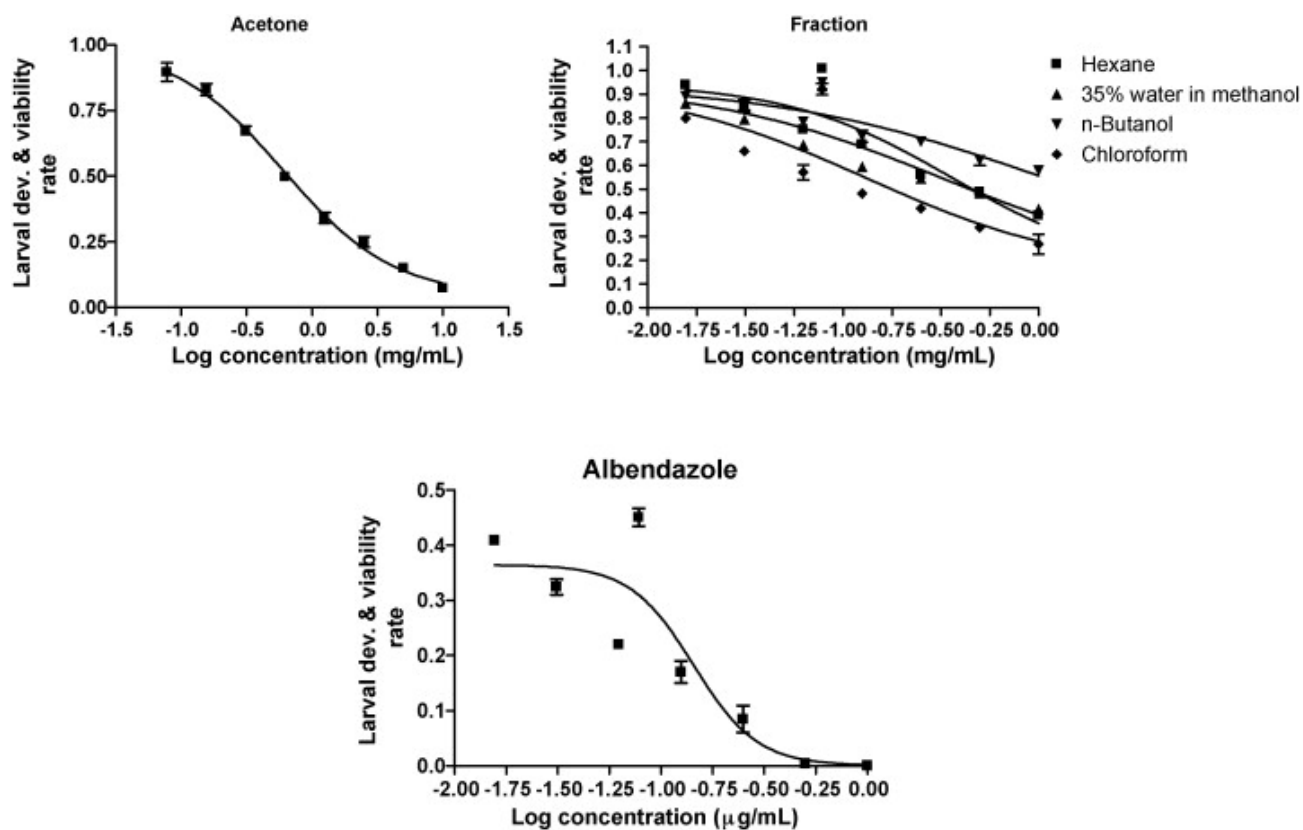 Acetone
Larval dev. & viability
rate
1.00
0.75
0.50
0.25
0.00
-1.5 -1.0 -0.5 0.0 0.5 1.0 1.5
Log concentration (mg/mL)
Fraction
Larval dev. & viability
rate
1.1
1.0
0.9
0.8
0.7
0.6
0.5
0.4
0.3
0.2
0.1
0.0
-2.00 -1.75 -1.50 -1.25 -1.00 -0.75 -0.50 -0.25 0.00
Log concentration (mg/mL)
Hexane
35% water in methanol
n-Butanol
Chloroform
Albendazole
Larval dev. & viability
rate
0.5
0.4
0.3
0.2
0.1
0.0
-2.00 -1.75 -1.50 -1.25 -1.00 -0.75 -0.50 -0.25 0.00
Log concentration (μg/mL)